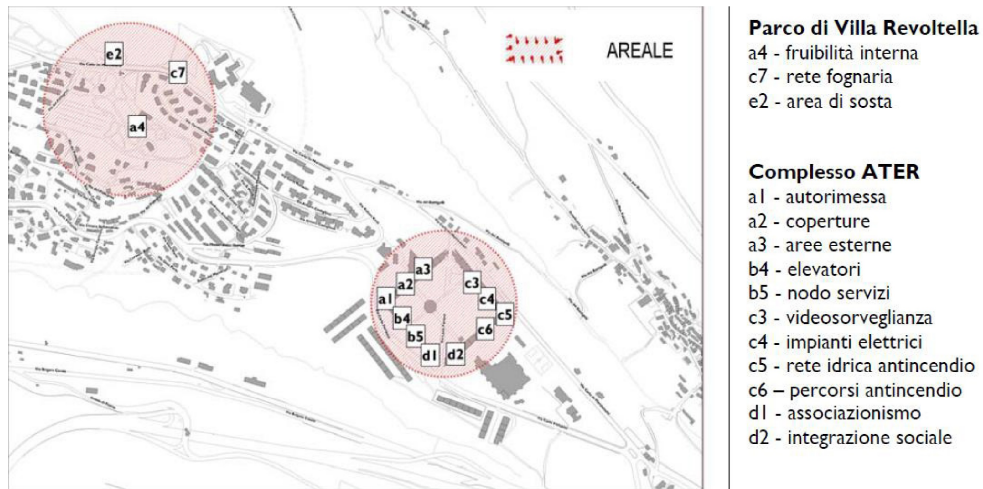 AREALE
e2
c7
a4
a3
a2
a1
b4
b5
d1
d2
c3
c4
c5
c6
Parco di Villa Revoltella
a4 - fruibilità interna
c7 - rete fognaria
e2 - area di sosta
Complesso ATER
a1 - autorimessa
a2 - coperture
a3 - aree esterne
b4 - elevatori
b5 - nodo servizi
c3 - videosorveglianza
c4 - impianti elettrici
c5 - rete idrica antincendio
c6 – percorsi antincendio
d1 - associazionismo
d2 - integrazione sociale